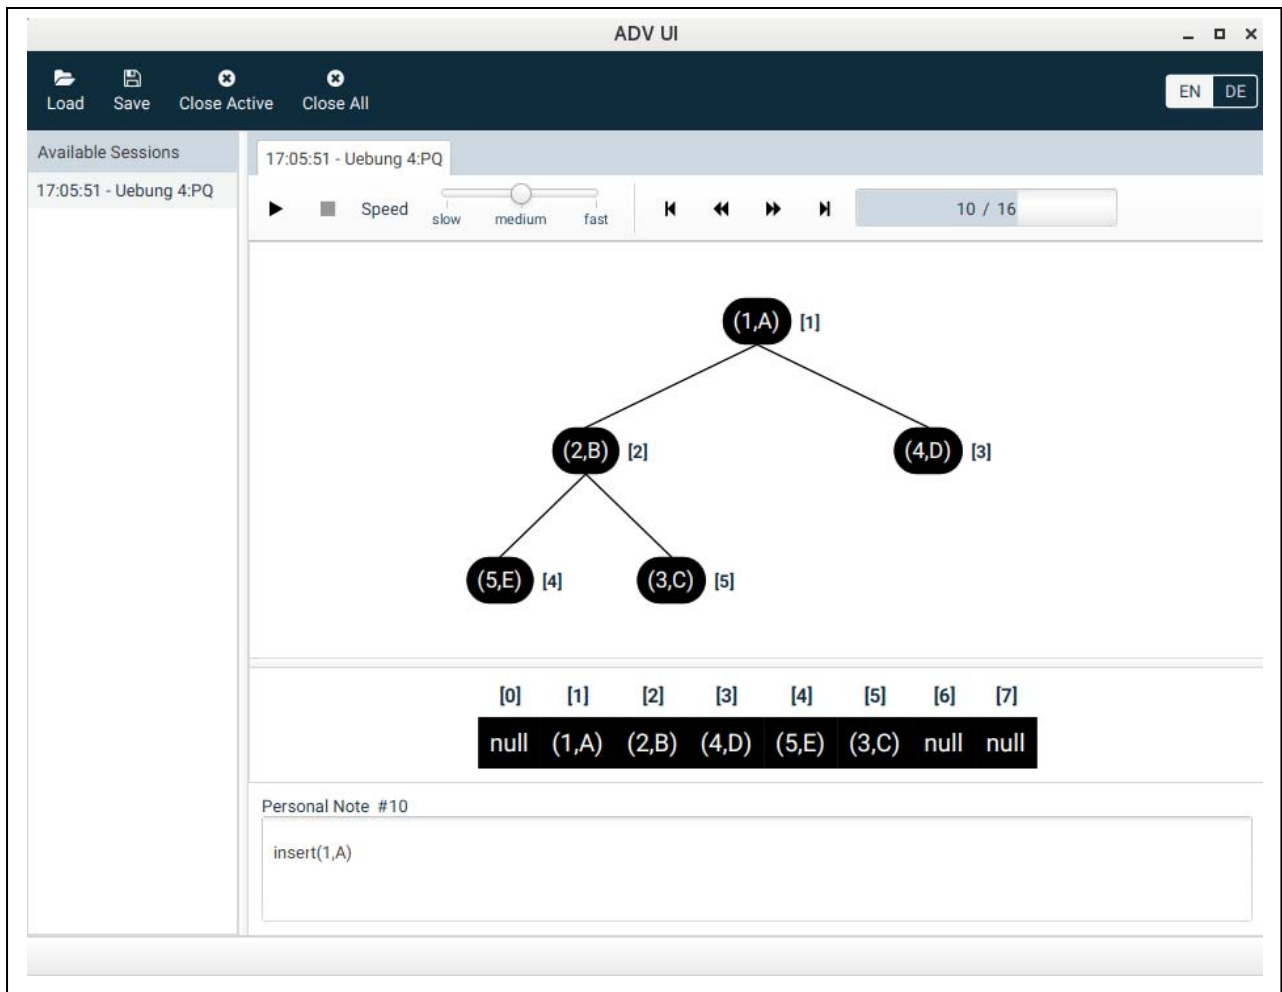 ADV UI
Load Save Close Active Close All EN DE
Available Sessions
17:05:51 - Uebung 4:PQ
17:05:51 - Uebung 4:PQ
Speed slow medium fast 10 / 16
(1,A) [1]
(2,B) [2] (4,D) [3]
(5,E) [4] (3,C) [5]
[0] [1] [2] [3] [4] [5] [6] [7]
null (1,A) (2,B) (4,D) (5,E) (3,C) null null
Personal Note #10
insert(1,A)